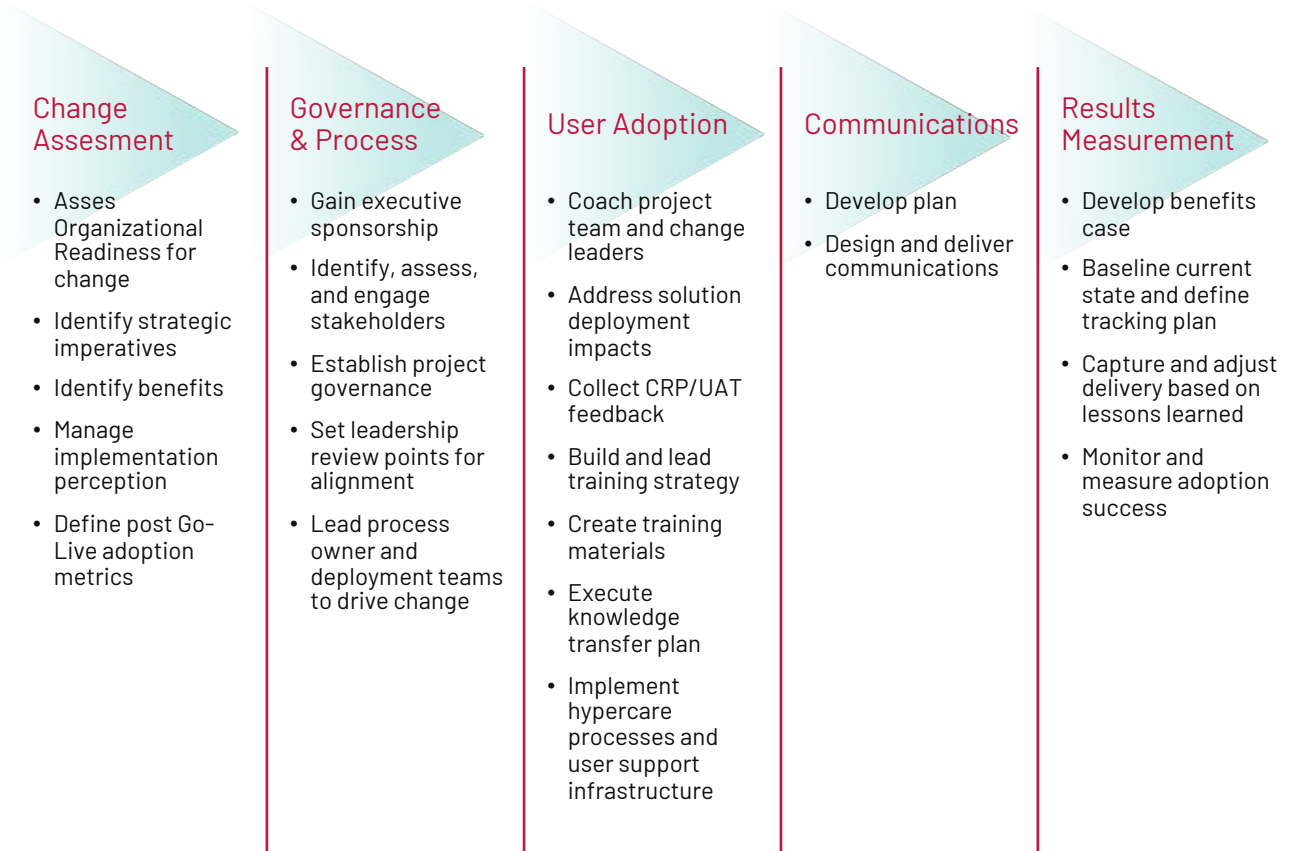 Change
Assesment
• Asses
Organizational
Readiness for
change
• Identify strategic
imperatives
• Identify benefits
• Manage
implementation
perception
• Define post Go-
Live adoption
metrics
Governance
& Process
• Gain executive
sponsorship
• Identify, assess,
and engage
stakeholders
• Establish project
governance
• Set leadership
review points for
alignment
• Lead process
owner and
deployment teams
to drive change
User Adoption
• Coach project
team and change
leaders
• Address solution
deployment
impacts
• Collect CRP/UAT
feedback
• Build and lead
training strategy
• Create training
materials
• Execute
knowledge
transfer plan
• Implement
hypercare
processes and
user support
infrastructure
Communications
• Develop plan
• Design and deliver
communications
Results
Measurement
• Develop benefits
case
• Baseline current
state and define
tracking plan
• Capture and adjust
delivery based on
lessons learned
• Monitor and
measure adoption
success